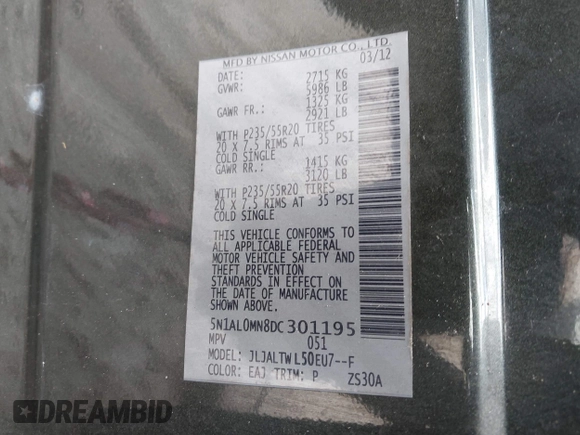 MFD BY NISSAN MOTOR CO., LTD.
03/12
DATE: 2715 KG
GVWR: 5986 LB
1325 KG
GAWR FR.: 2921 LB
WITH P235/55R20 TIRES
20 x 7.5 RIMS AT 35 PSI
COLD SINGLE
1415 KG
GAWR RR.: 3120 LB
WITH P235/55R20 TIRES
20 x 7.5 RIMS AT 35 PSI
COLD SINGLE
THIS VEHICLE CONFORMS TO
ALL APPLICABLE FEDERAL
MOTOR VEHICLE SAFETY AND
THEFT PREVENTION
STANDARDS IN EFFECT ON
THE DATE OF MANUFACTURE
SHOWN ABOVE.
5N1AL0MN8DC301195
MPV 051
MODEL: JLJALTWL50EU7--F
COLOR: EAJ TRIM: P ZS30A
DREAMBID